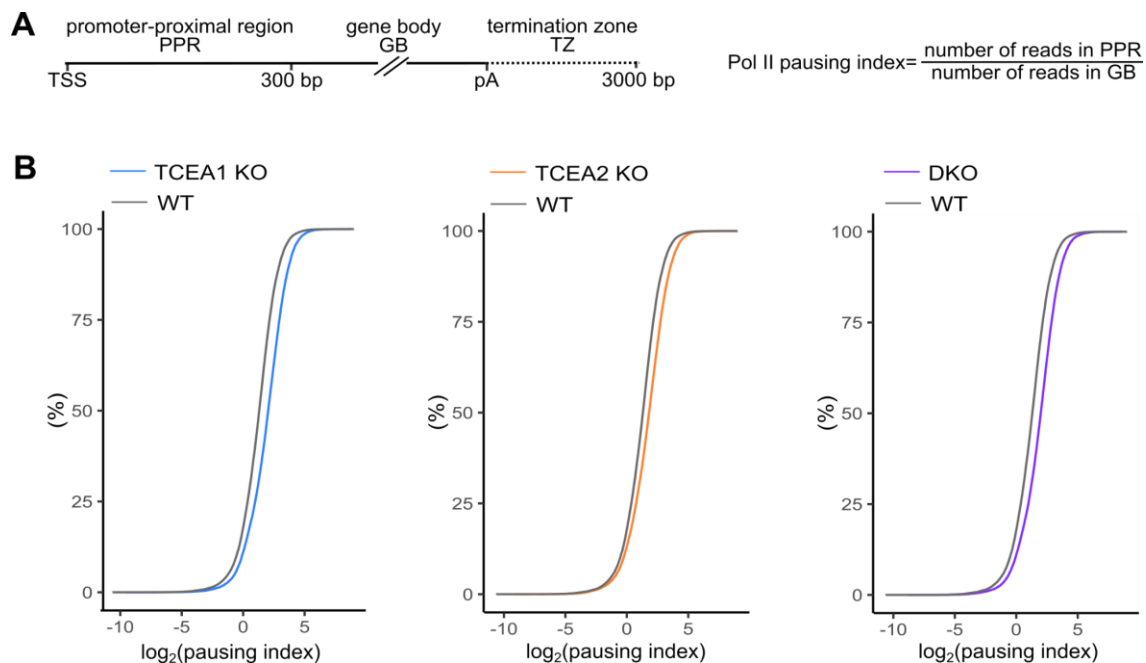 A
promoter-proximal region
PPR
gene body
GB
termination zone
TZ
TSS
300 bp
pA
3000 bp
Pol II pausing index=
number of reads in PPR
number of reads in GB
B
TCEA1 KO
WT
100
75
50
25
0
(%)
-10
-5
0
5
log₂(pausing index)
TCEA2 KO
WT
100
75
50
25
0
(%)
-10
-5
0
5
log₂(pausing index)
DKO
WT
100
75
50
25
0
(%)
-10
-5
0
5
log₂(pausing index)